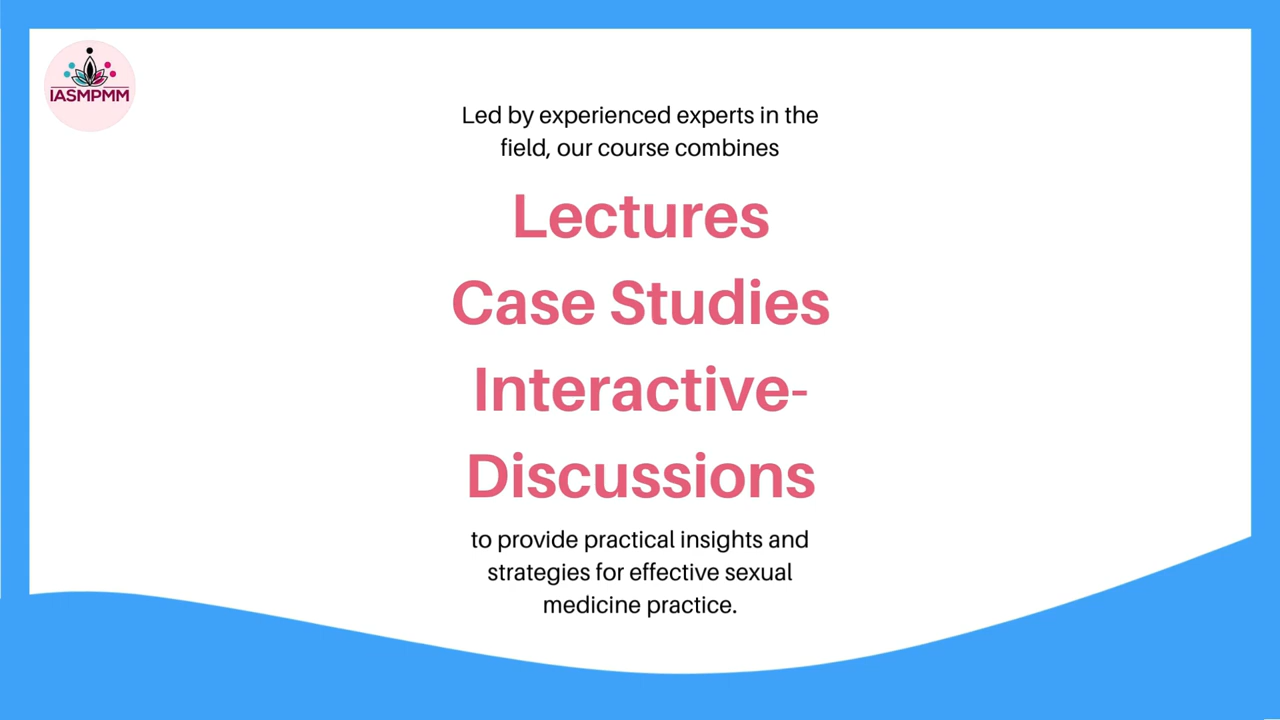 IASMPMM
Led by experienced experts in the
field, our course combines
Lectures
Case Studies
Interactive-
Discussions
to provide practical insights and
strategies for effective sexual
medicine practice.